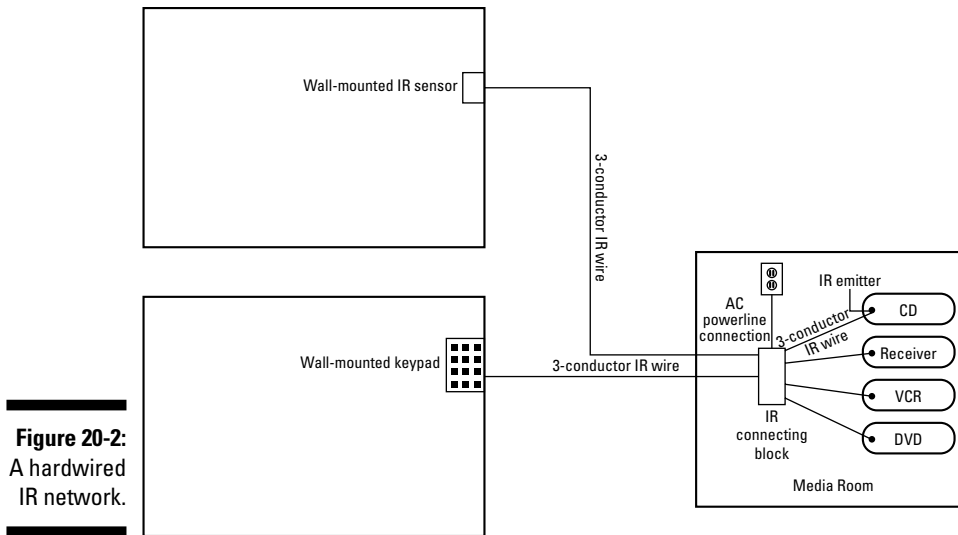 Wall-mounted IR sensor
3-conductor IR wire
Wall-mounted keypad
3-conductor IR wire
AC
powerline
connection
IR emitter
3-conductor
IR wire
CD
Receiver
VCR
DVD
IR
connecting
block
Media Room
Figure 20-2:
A hardwired
IR network.